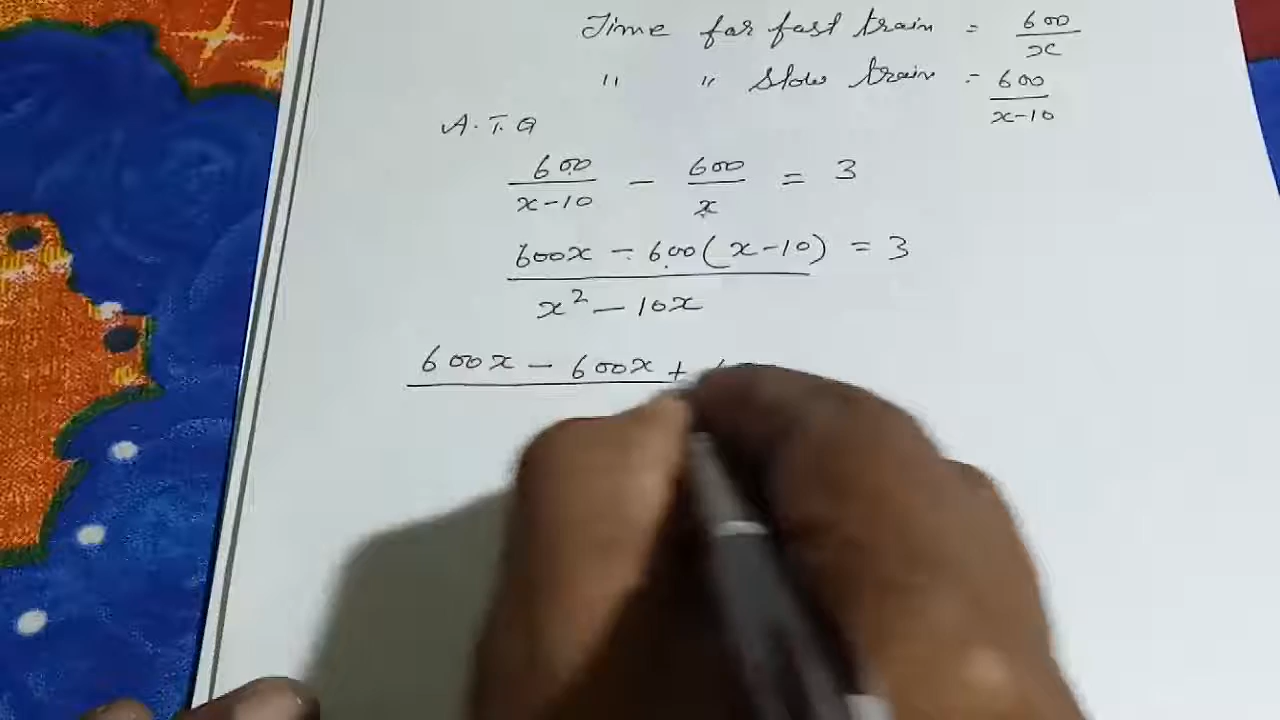 Time for fast train = 600/x
" " Slow train = 600/x-10
A.T.Q
600/x-10 - 600/x = 3
600x - 600(x-10)/x² - 10x = 3
600x - 600x +